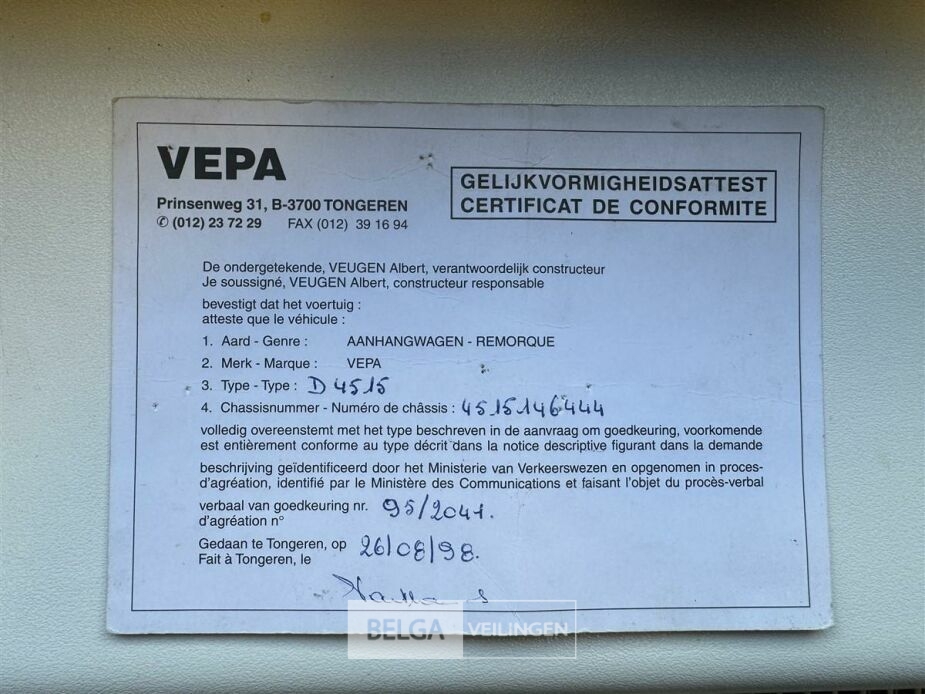 VEPA
Prinsenweg 31, B-3700 TONGEREN
✆ (012) 23 72 29 FAX (012) 39 16 94
GELIJKVORMIGHEIDSATTEST
CERTIFICAT DE CONFORMITE
De ondergetekende, VEUGEN Albert, verantwoordelijk constructeur
Je soussigné, VEUGEN Albert, constructeur responsable
bevestigt dat het voertuig :
atteste que le véhicule :
1. Aard - Genre : AANHANGWAGEN - REMORQUE
2. Merk - Marque : VEPA
3. Type - Type : D 4515
4. Chassisnummer - Numéro de châssis : 4515146444
volledig overeenstemt met het type beschreven in de aanvraag om goedkeuring, voorkomende
est entièrement conforme au type décrit dans la notice descriptive figurant dans la demande
beschrijving geïdentificeerd door het Ministerie van Verkeerswezen en opgenomen in proces-
d'agréation, identifié par le Ministère des Communications et faisant l'objet du procès-verbal
verbaal van goedkeuring nr. 95/2041.
d'agréation n°
Gedaan te Tongeren, op 26/08/98.
Fait à Tongeren, le
BELGA VEILINGEN